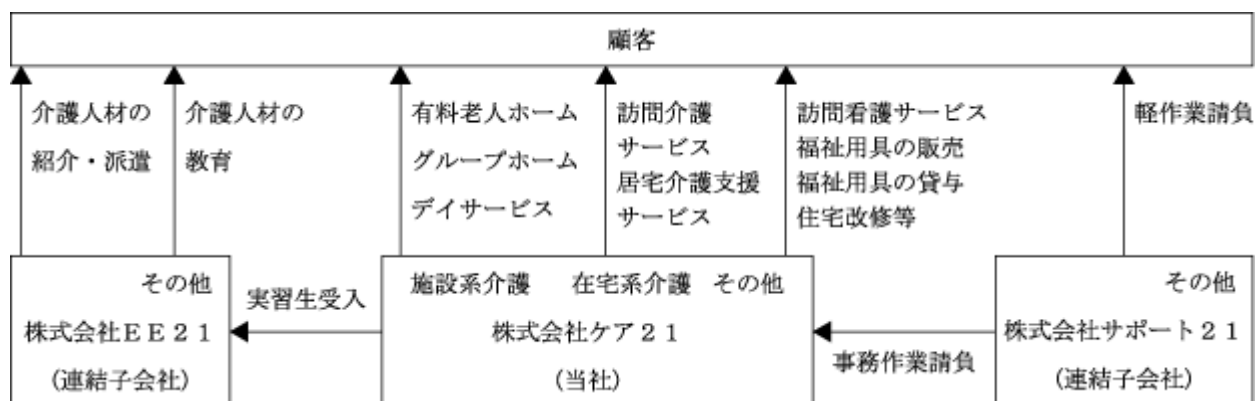 顧客
介護人材の
紹介・派遣
介護人材の
教育
有料老人ホーム
グループホーム
デイサービス
訪問介護
サービス
居宅介護支援
サービス
訪問看護サービス
福祉用具の販売
福祉用具の貸与
住宅改修等
軽作業請負
その他
株式会社ＥＥ２１
(連結子会社)
実習生受入
施設系介護 在宅系介護 その他
株式会社ケア２１
(当社)
事務作業請負
その他
株式会社サポート２１
(連結子会社)